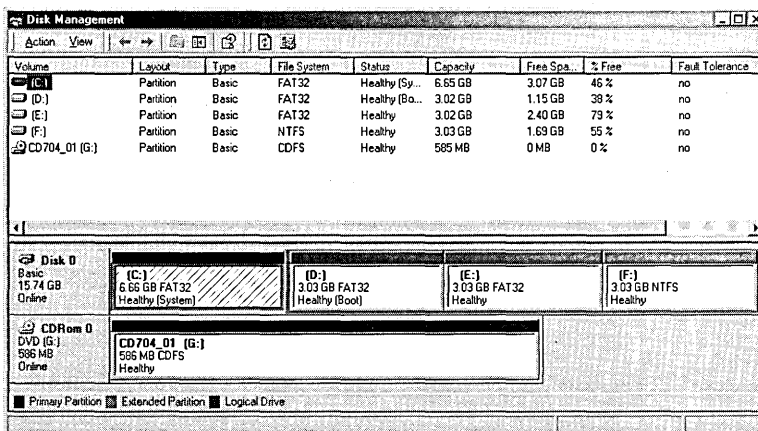 Disk Management
Action View
Volume Layout Type File System Status Capacity Free Spa... % Free Fault Tolerance
(C:) Partition Basic FAT32 Healthy (Sy... 6.65 GB 3.07 GB 46 % no
(D:) Partition Basic FAT32 Healthy (Bo... 3.02 GB 1.15 GB 38 % no
(E:) Partition Basic FAT32 Healthy 3.02 GB 2.40 GB 79 % no
(F:) Partition Basic NTFS Healthy 3.03 GB 1.69 GB 55 % no
CD704_01 (G:) Partition Basic CDFS Healthy 585 MB 0 MB 0 % no
Disk 0
Basic
15.74 GB
Online
(C:)
6.66 GB FAT32
Healthy (System)
(D:)
3.03 GB FAT32
Healthy (Boot)
(E:)
3.03 GB FAT32
Healthy
(F:)
3.03 GB NTFS
Healthy
CDRom 0
DVD (G:)
586 MB
Online
CD704_01 (G:)
586 MB CDFS
Healthy
Primary Partition Extended Partition Logical Drive